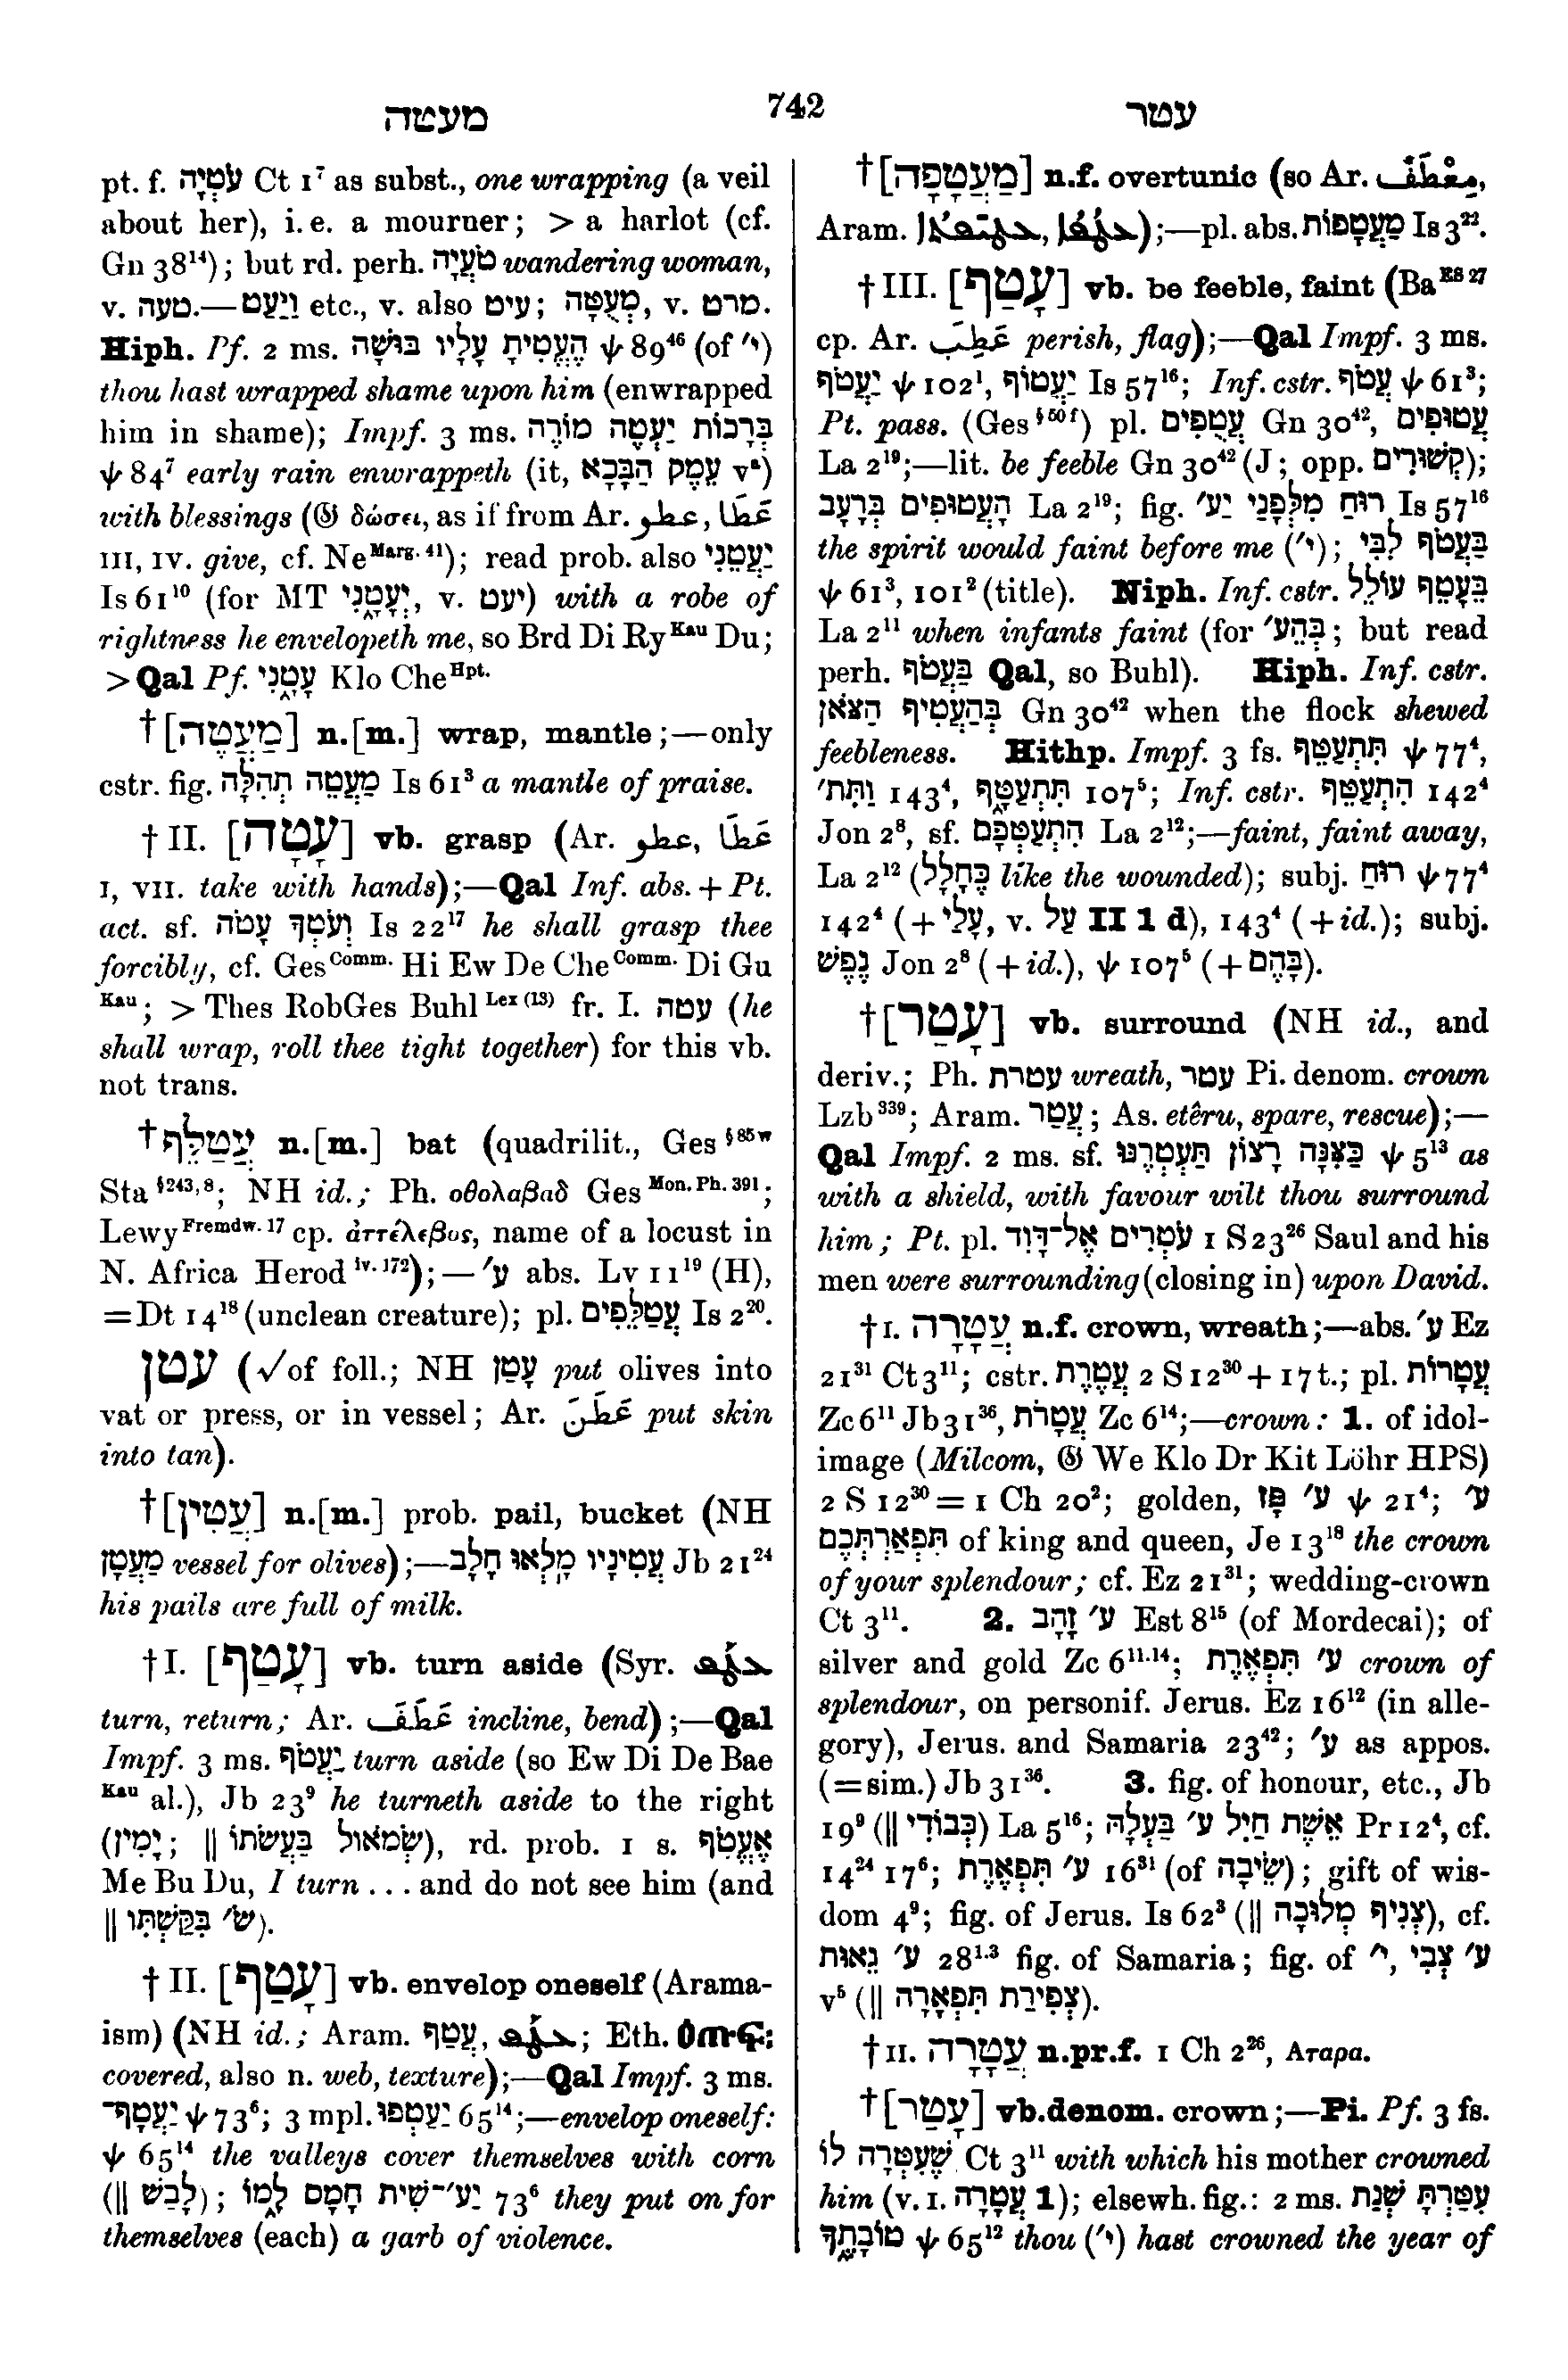 מעטה
742
עטר
pt. f. עֹטְיָה Ct 1⁷ as subst., one wrapping (a veil
about her), i.e. a mourner; > a harlot (cf.
Gn 38¹⁴); but rd. perh. טֹעֲיָה wandering woman,
v. טעה.—וַיַּעַט etc., v. also עיט; מְעֻטָּה, v. מרט.
Hiph. Pf. 2 ms. הֶעֱטִיתָ עָלָיו בּוּשָׁה ψ 89⁴⁶ (of י׳)
thou hast wrapped shame upon him (enwrapped
him in shame); Impf. 3 ms. בְּרָכוֹת יַעְטֶה מוֹרֶה
ψ 84⁷ early rain enwrappeth (it, עֵמֶק הַבָּכָא vᵃ)
with blessings (𝔊 δώσει, as if from Ar. عطو, عَطَا
III, IV. give, cf. Ne Marg. 41); read prob. also יַעְטֵנִי
Is 61¹⁰ (for MT יְעָטָ֑נִי, v. יעט) with a robe of
rightness he envelopeth me, so Brd Di Ry Kau Du;
> Qal Pf. עָטָ֑נִי Klo Che Hpt.
†[מַעֲטֶה] n.[m.] wrap, mantle;—only
cstr. fig. מַעֲטֵה תְהִלָּה Is 61³ a mantle of praise.
†II. [עָטָה] vb. grasp (Ar. عطو, عَطَا
I, VII. take with hands);—Qal Inf. abs. + Pt.
act. sf. וְעֹטְךָ עָטֹה Is 22¹⁷ he shall grasp thee
forcibly, cf. Ges Comm. Hi Ew De Che Comm. Di Gu
Kau; > Thes RobGes Buhl Lex (13) fr. I. עטה (he
shall wrap, roll thee tight together) for this vb.
not trans.
†עֲטַלֵּף n.[m.] bat (quadrilit., Ges §85w
Sta §243,8; NH id.; Ph. οθολαβαδ Ges Mon. Ph. 391;
Lewy Fremdw. 17 cp. ἀττέλεβος, name of a locust in
N. Africa Herod iv. 172);—ע׳ abs. Lv 11¹⁹ (H),
=Dt 14¹⁸ (unclean creature); pl. עֲטַלֵּפִים Is 2²⁰.
עטן (√of foll.; NH עָטַן put olives into
vat or press, or in vessel; Ar. عَطَنَ put skin
into tan).
†[עֲטִין] n.[m.] prob. pail, bucket (NH
מַעֲטָן vessel for olives);—עֲטִינָיו מָֽלְאוּ חָלָב Jb 21²⁴
his pails are full of milk.
†I. [עָטַף] vb. turn aside (Syr. ܥܛܦ
turn, return; Ar. عَطَفَ incline, bend);—Qal
Impf. 3 ms. יַעֲטֹף turn aside (so Ew Di De Bae
Kau al.), Jb 23⁹ he turneth aside to the right
(יָמִין; ‖ שְׂמֹאול בַּעֲשׂתוֹ), rd. prob. 1 s. אֶעֱטֹף
Me Bu Du, I turn . . . and do not see him (and
‖ שׂ׳ בִּקַּשְׁתִּו).
†II. [עָטַף] vb. envelop oneself (Arama-
ism) (NH id.; Aram. עֲטַף, ܥܛܦ; Eth. ዐጠፈ:
covered, also n. web, texture);—Qal Impf. 3 ms.
יַעֲטָף־ ψ 73⁶; 3 mpl. יַעַטְפוּ 65¹⁴;—envelop oneself:
ψ 65¹⁴ the valleys cover themselves with corn
(‖ לָבַשׁ); יַע׳־שִׁית חָמָס לָ֑מוֹ 73⁶ they put on for
themselves (each) a garb of violence.
†[מַעֲטָפָה] n.f. overtunic (so Ar. مِعْطَفٌ,
Aram. ܡܥܛܦܐ, ܡܥܛܦܬܐ);—pl. abs. מַעֲטָפוֹת Is 3²².
†III. [עָטַף] vb. be feeble, faint (Ba ES 27
cp. Ar. عَطِبَ perish, flag);—Qal Impf. 3 ms.
יַעֲטֹף ψ 102¹, יַעֲטוֹף Is 57¹⁶; Inf. cstr. עֲטֹף ψ 61³;
Pt. pass. (Ges §50f) pl. עֲטֻפִים Gn 30⁴², עֲטוּפִים
La 2¹⁹;—lit. be feeble Gn 30⁴² (J; opp. קְשׁוּרִים);
הָעֲטוּפִים בְּרָעָב La 2¹⁹; fig. רוּחַ מִלְּפָנַי יַע׳ Is 57¹⁶
the spirit would faint before me (י׳); בַּעֲטֹף לִבִּי
ψ 61³, 101² (title). Niph. Inf. cstr. בֵּעָטֵף עוֹלֵל
La 2¹¹ when infants faint (for בְּהֵע׳; but read
perh. בַּעֲטֹף Qal, so Buhl). Hiph. Inf. cstr.
בְּהַעֲטִיף הַצֹּאן Gn 30⁴² when the flock shewed
feebleness. Hithp. Impf. 3 fs. תִּתְעַטֵּף ψ 77⁴,
וַתִּת׳ 143⁴, תִּתְעַטָּ֑ף 107⁵; Inf. cstr. הִתְעַטֵּף 142⁴
Jon 2⁸, sf. הִתְעַטְּפָם La 2¹²;—faint, faint away,
La 2¹² (כֶּחָלָל like the wounded); subj. רוּחַ ψ 77⁴
142⁴ (+עָלַי, v. עַל II 1 d), 143⁴ (+id.); subj.
נֶפֶשׁ Jon 2⁸ (+id.), ψ 107⁵ (+בָּהֶם).
†[עָטַר] vb. surround (NH id., and
deriv.; Ph. עטרת wreath, עטר Pi. denom. crown
Lzb 339; Aram. עֲטַר; As. etêru, spare, rescue);—
Qal Impf. 2 ms. sf. כַּצִּנָּה רָצוֹן תַּעְטְרֶנּוּ ψ 5¹³ as
with a shield, with favour wilt thou surround
him; Pt. pl. עֹטְרִים אֶל־דָּוִד 1 S 23²⁶ Saul and his
men were surrounding (closing in) upon David.
†I. עֲטָרָה n.f. crown, wreath;—abs. ע׳ Ez
21³¹ Ct 3¹¹; cstr. עֲטֶרֶת 2 S 12³⁰ + 17 t.; pl. עֲטָרוֹת
Zc 6¹¹ Jb 31³⁶, עֲטָרֹת Zc 6¹⁴;—crown: 1. of idol-
image (Milcom, 𝔊 We Klo Dr Kit Löhr HPS)
2 S 12³⁰ = 1 Ch 20²; golden, ע׳ פָּז ψ 21⁴; ע׳
תִּפְאַרְתְּכֶם of king and queen, Je 13¹⁸ the crown
of your splendour; cf. Ez 21³¹; wedding-crown
Ct 3¹¹. 2. ע׳ זָהָב Est 8¹⁵ (of Mordecai); of
silver and gold Zc 6¹¹·¹⁴; ע׳ תִּפְאֶרֶת crown of
splendour, on personif. Jerus. Ez 16¹² (in alle-
gory), Jerus. and Samaria 23⁴²; ע׳ as appos.
(=sim.) Jb 31³⁶. 3. fig. of honour, etc., Jb
19⁹ (‖ כְּבוֹדִי) La 5¹⁶; אֵשֶׁת חַיִל ע׳ בַּעְלָהּ Pr 12⁴, cf.
14²⁴ 17⁶; ע׳ תִּפְאֶרֶת 16³¹ (of שֵׂיבָה); gift of wis-
dom 4⁹; fig. of Jerus. Is 62³ (‖ צְנִיף מְלוּכָה), cf.
ע׳ גֵּאוּת 28¹·³ fig. of Samaria; fig. of י׳, ע׳ צְבִי
v⁵ (‖ צְפִירַת תִּפְאָרָה).
†II. עֲטָרָה n.pr.f. 1 Ch 2²⁶, Αταρα.
†[עָטַר] vb.denom. crown;—Pi. Pf. 3 fs.
שֶׁעִטְּרָה לּוֹ Ct 3¹¹ with which his mother crowned
him (v. I. עֲטָרָה 1); elsewh. fig.: 2 ms. עִטַּרְתָּ שְׁנַת
טוֹבָתֶ֑ךָ ψ 65¹² thou (י׳) hast crowned the year of